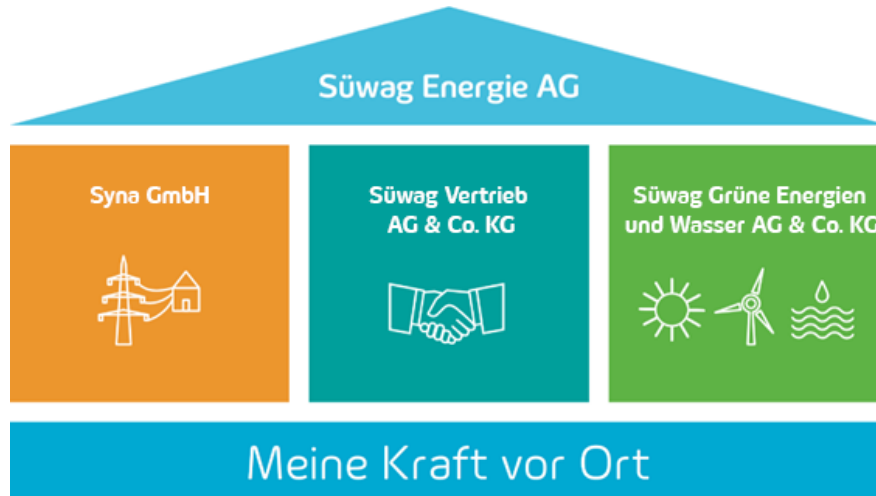 Süwag Energie AG
Syna GmbH
Süwag Vertrieb
AG & Co. KG
Süwag Grüne Energien
und Wasser AG & Co. KG
Meine Kraft vor Ort